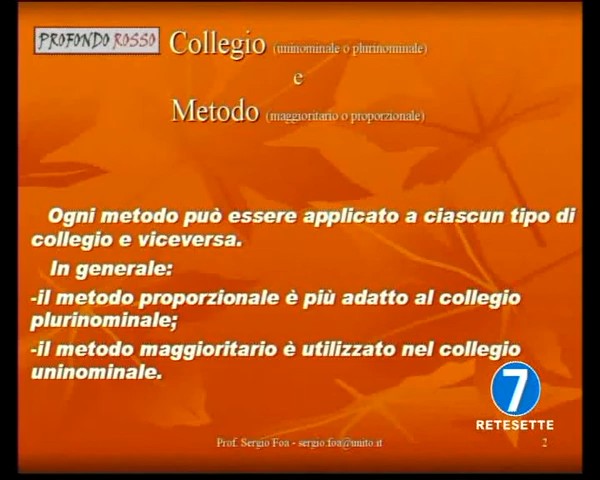 PROFONDO ROSSO
Collegio (uninominale o plurinominale)
e
Metodo (maggioritario o proporzionale)
Ogni metodo può essere applicato a ciascun tipo di
collegio e viceversa.
In generale:
-il metodo proporzionale è più adatto al collegio
plurinominale;
-il metodo maggioritario è utilizzato nel collegio
uninominale.
7
RETESETTE
Prof. Sergio Foa - sergio.foa@unito.it
2